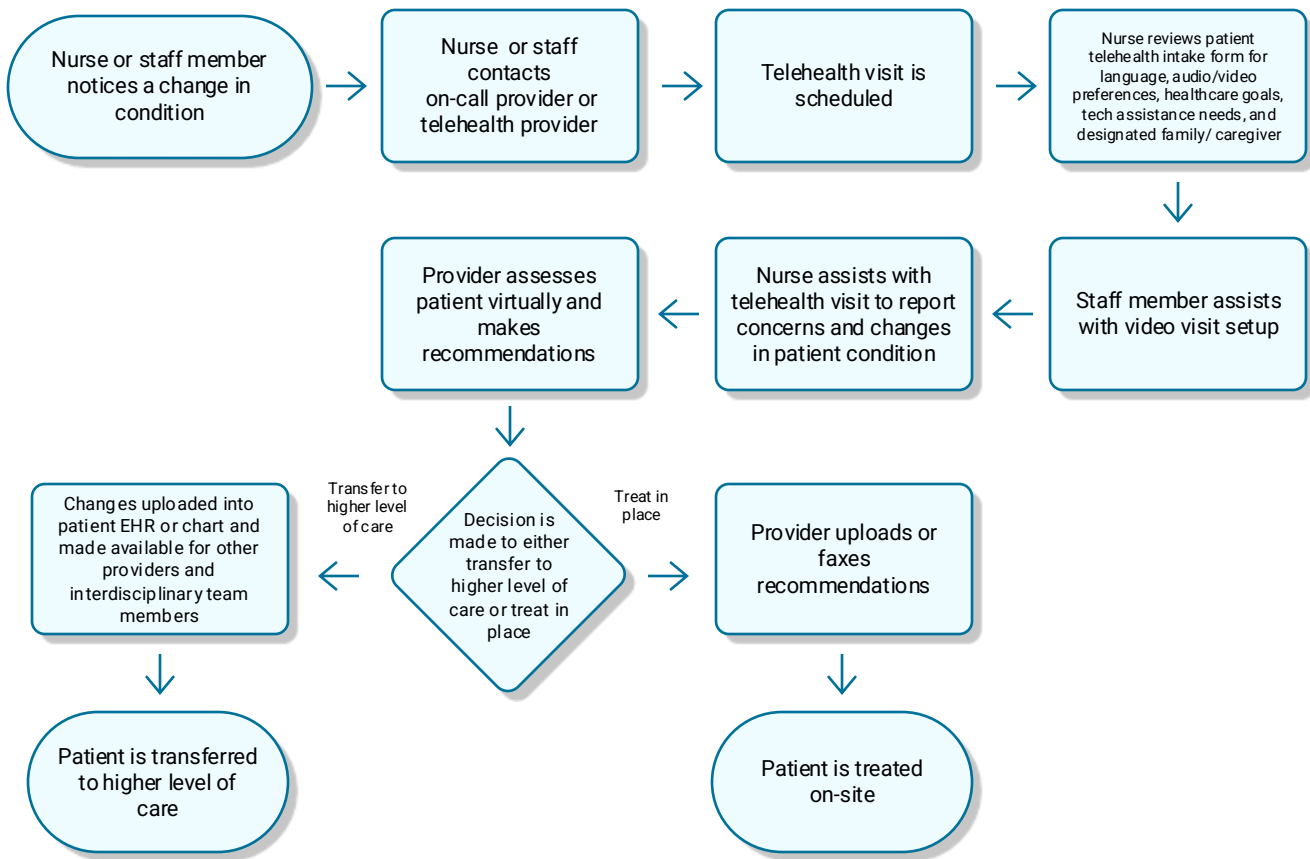 Nurse or staff member
notices a change in
condition
Nurse or staff
contacts
on-call provider or
telehealth provider
Telehealth visit is
scheduled
Nurse reviews patient
telehealth intake form for
language, audio/video
preferences, healthcare goals,
tech assistance needs, and
designated family/ caregiver
Staff member assists
with video visit setup
Nurse assists with
telehealth visit to report
concerns and changes
in patient condition
Provider assesses
patient virtually and
makes
recommendations
Decision is
made to either
transfer to
higher level of
care or treat in
place
Transfer to
higher level
of care
Changes uploaded into
patient EHR or chart and
made available for other
providers and
interdisciplinary team
members
Patient is transferred
to higher level of
care
Treat in
place
Provider uploads or
faxes
recommendations
Patient is treated
on-site